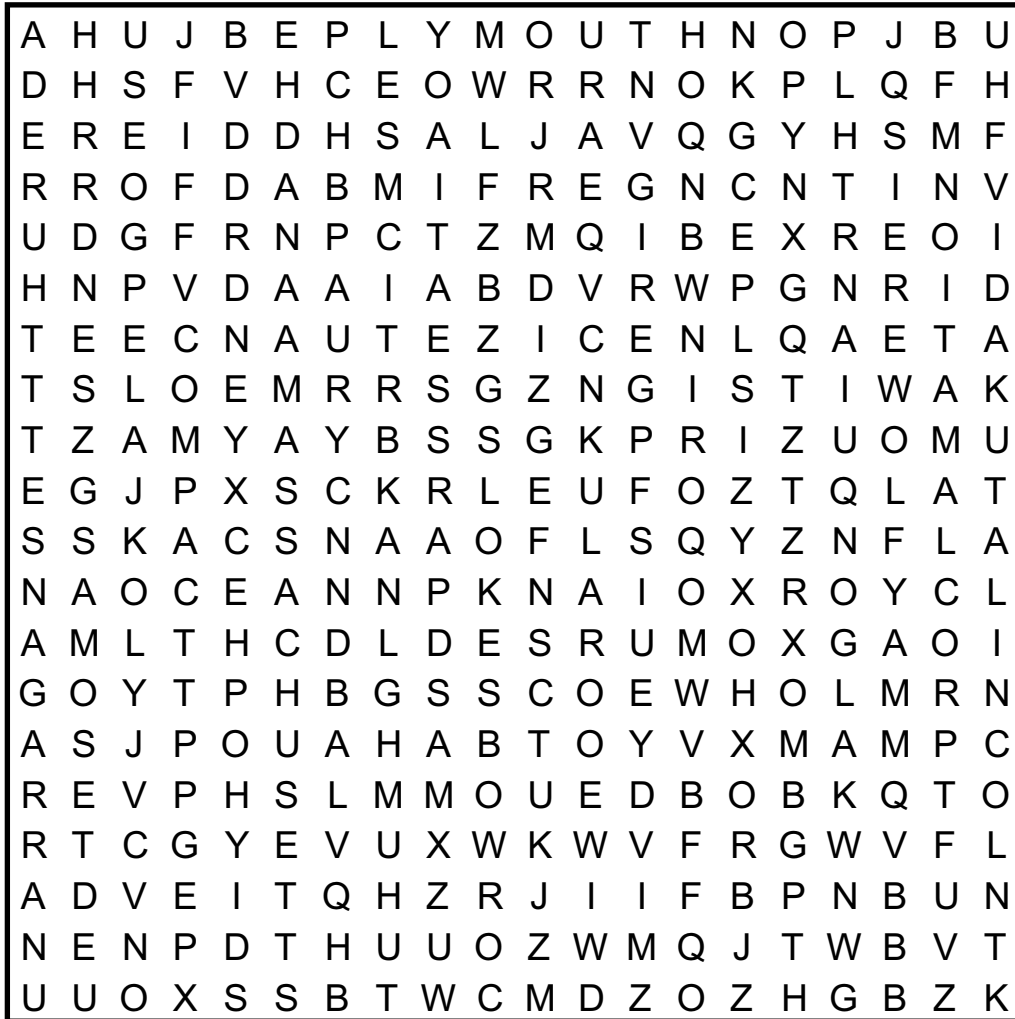 A H U J B E P L Y M O U T H N O P J B U
D H S F V H C E O W R R N O K P L Q F H
E R E I D D H S A L J A V Q G Y H S M F
R R O F D A B M I F R E G N C N T I N V
U D G F R N P C T Z M Q I B E X R E O I
H N P V D A A I A B D V R W P G N R I D
T E E C N A U T E Z I C E N L Q A E T A
T S L O E M R R S G Z N G I S T I W A K
T Z A M Y A Y B S S G K P R I Z U O M U
E G J P X S C K R L E U F O Z T Q L A T
S S K A C S N A A O F L S Q Y Z N F L A
N A O C E A N N P K N A I O X R O Y C L
A M L T H C D L D E S R U M O X G A O I
G O Y T P H B G S S C O E W H O L M R N
A S J P O U A H A B T O Y V X M A M P C
R E V P H S L M M O U E D B O B K Q T O
R T C G Y E V U X W K W V F R G W V F L
A D V E I T Q H Z R J I I F B P N B U N
N E N P D T H U U O Z W M Q J T W B V T
U U O X S S B T W C M D Z O Z H G B Z K